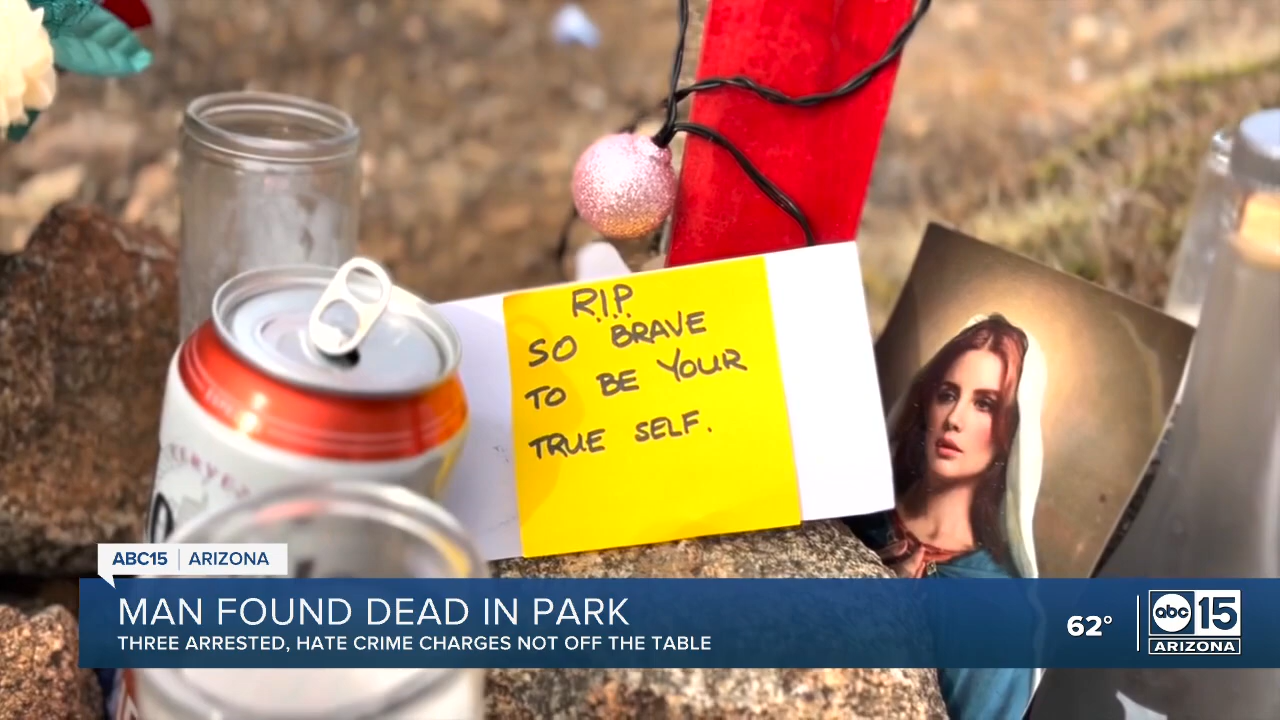 R.I.P.
SO BRAVE
TO BE YOUR
TRUE SELF.
ABC15 | ARIZONA
MAN FOUND DEAD IN PARK
THREE ARRESTED, HATE CRIME CHARGES NOT OFF THE TABLE
62°
abc 15
ARIZONA